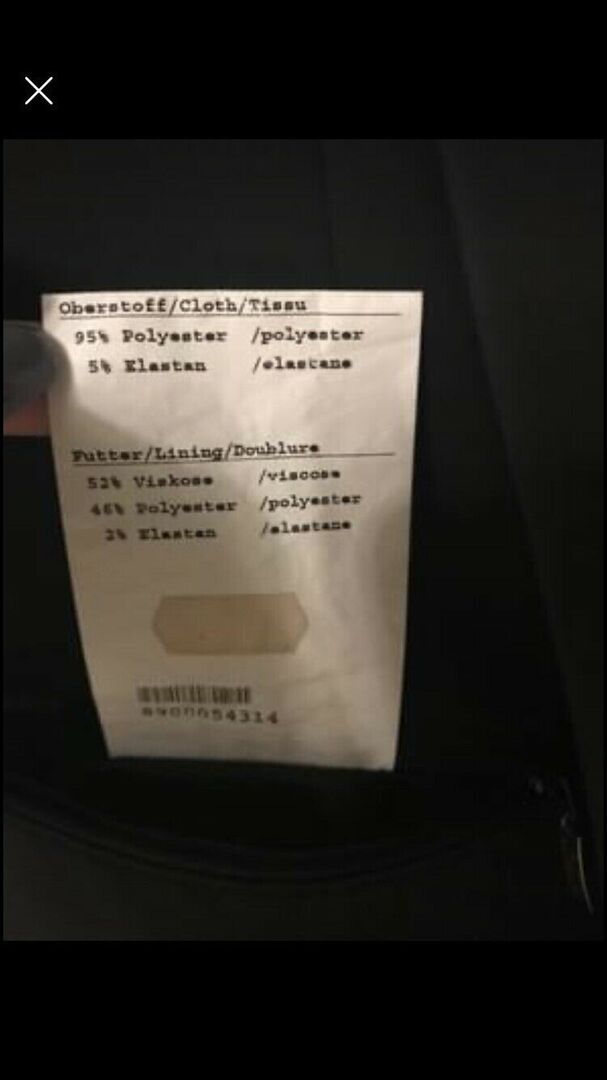 Oberstoff/Cloth/Tissu
95% Polyester /polyester
5% Elastan /elastane
Futter/Lining/Doublure
52% Viskose /viscose
46% Polyester /polyester
2% Elastan /elastane